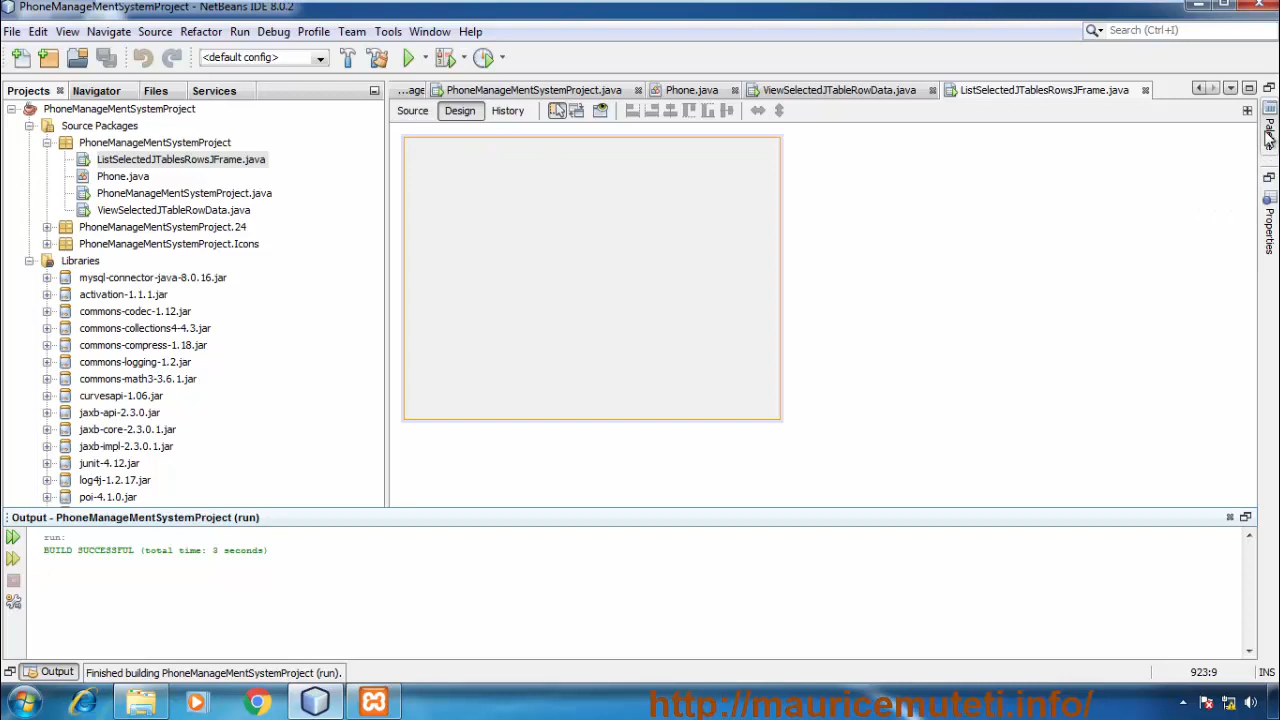 PhoneManageMentSystemProject - NetBeans IDE 8.0.2
File Edit View Navigate Source Refactor Run Debug Profile Team Tools Window Help
Search (Ctrl+I)
<default config>
Projects Navigator Files Services
...age PhoneManageMentSystemProject.java Phone.java ViewSelectedJTableRowData.java ListSelectedJTablesRowsJFrame.java
Source Design History
PhoneManageMentSystemProject
Source Packages
PhoneManageMentSystemProject
ListSelectedJTablesRowsJFrame.java
Phone.java
PhoneManageMentSystemProject.java
ViewSelectedJTableRowData.java
PhoneManageMentSystemProject.24
PhoneManageMentSystemProject.Icons
Libraries
mysql-connector-java-8.0.16.jar
activation-1.1.1.jar
commons-codec-1.12.jar
commons-collections4-4.3.jar
commons-compress-1.18.jar
commons-logging-1.2.jar
commons-math3-3.6.1.jar
curvesapi-1.06.jar
jaxb-api-2.3.0.jar
jaxb-core-2.3.0.1.jar
jaxb-impl-2.3.0.1.jar
junit-4.12.jar
log4j-1.2.17.jar
poi-4.1.0.jar
Properties
Output - PhoneManageMentSystemProject (run)
run:
BUILD SUCCESSFUL (total time: 3 seconds)
Output
Finished building PhoneManageMentSystemProject (run).
923:9 INS
http://mauricemuteti.info/